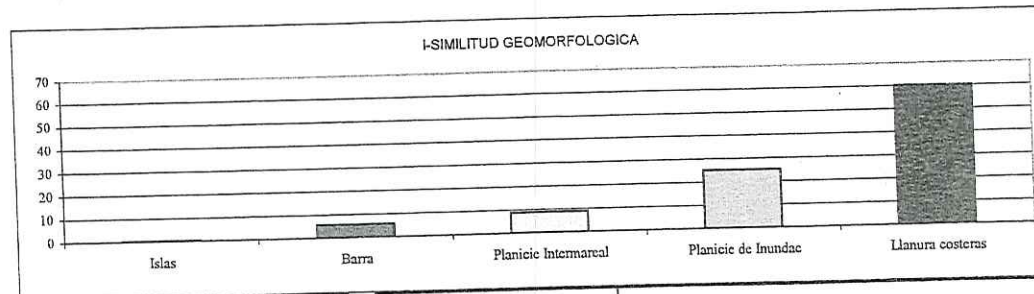 I-SIMILITUD GEOMORFOLOGICA
70
60
50
40
30
20
10
0
Islas
Barra
Planicie Intermareal
Planicie de Inundac
Llanura costeras